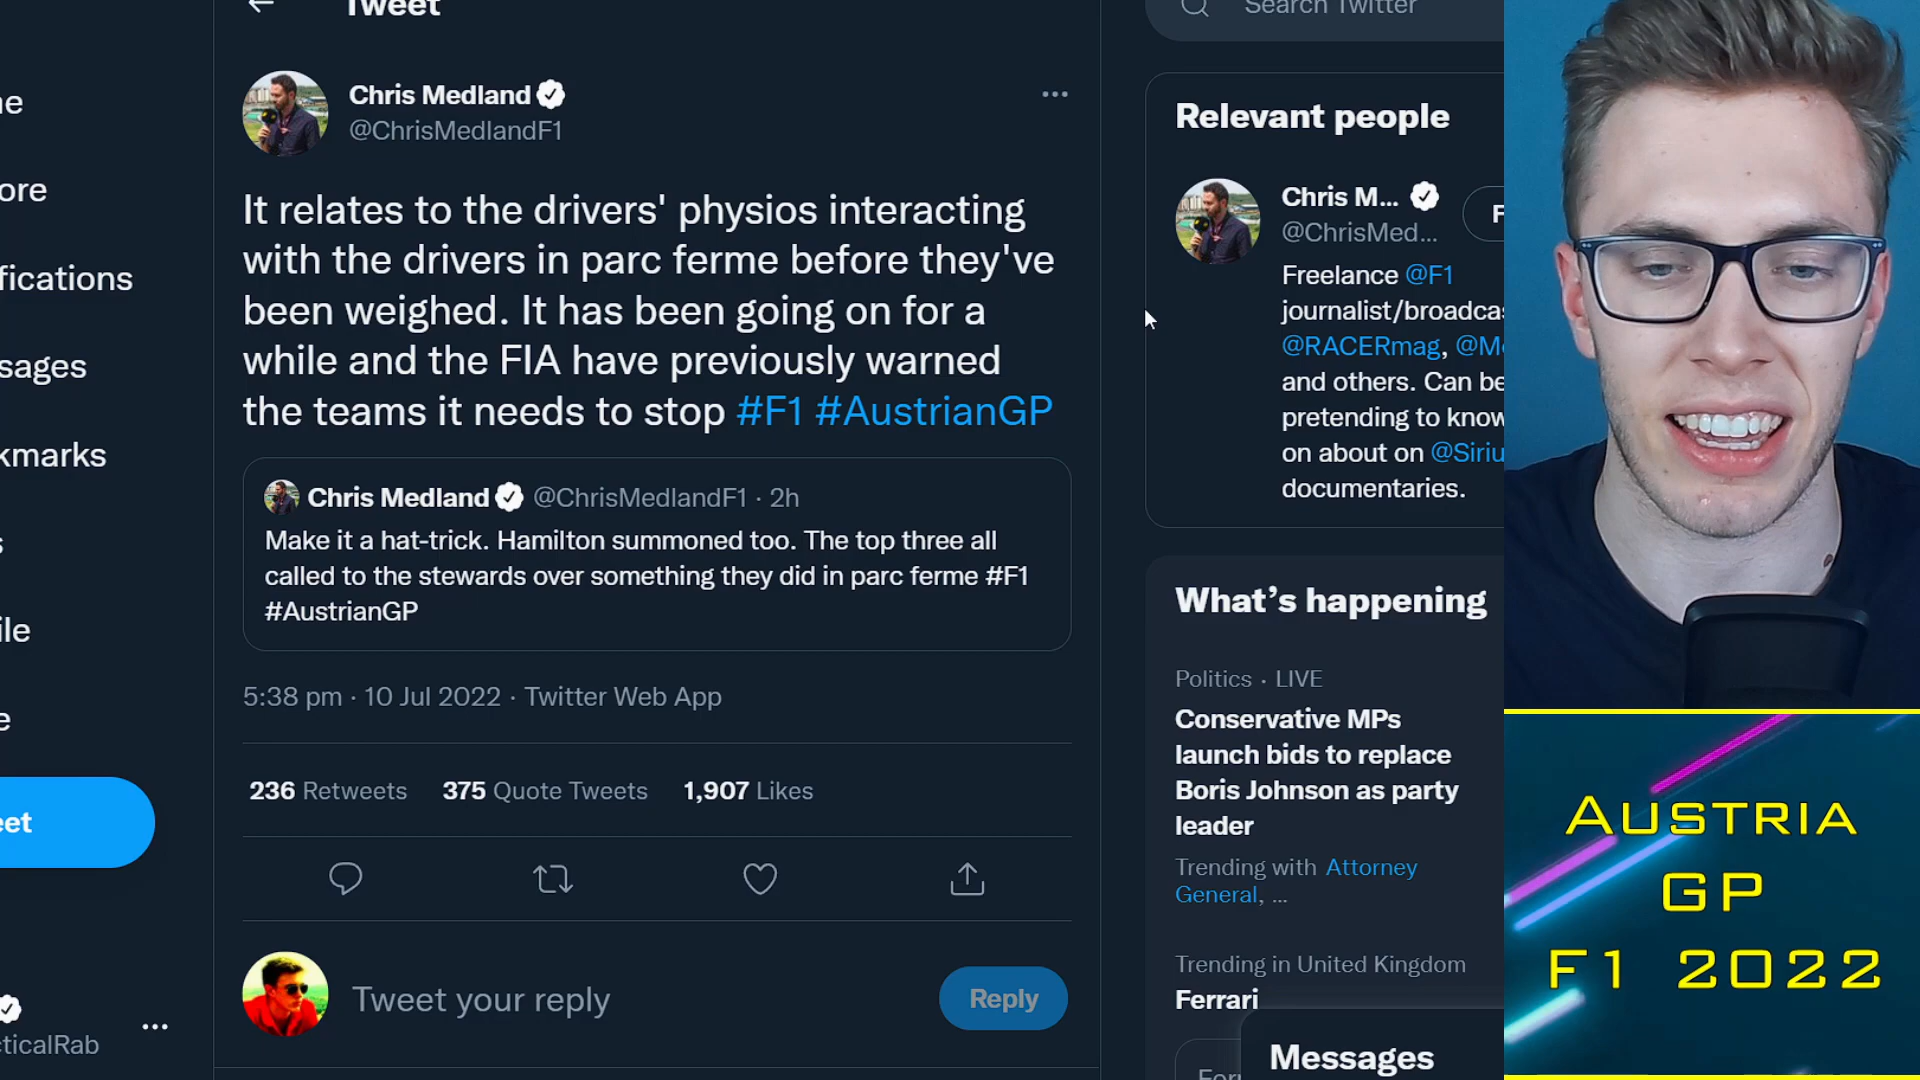 Tweet
Search Twitter
Chris Medland
@ChrisMedlandF1
It relates to the drivers' physios interacting
with the drivers in parc ferme before they've
been weighed. It has been going on for a
while and the FIA have previously warned
the teams it needs to stop #F1 #AustrianGP
Chris Medland @ChrisMedlandF1 · 2h
Make it a hat-trick. Hamilton summoned too. The top three all
called to the stewards over something they did in parc ferme #F1
#AustrianGP
5:38 pm · 10 Jul 2022 · Twitter Web App
236 Retweets 375 Quote Tweets 1,907 Likes
Tweet your reply
Reply
Relevant people
Chris M...
@ChrisMed...
F
Freelance @F1
journalist/broadcas
@RACERmag, @Mo
and others. Can be
pretending to know
on about on @Siriu
documentaries.
What's happening
Politics · LIVE
Conservative MPs
launch bids to replace
Boris Johnson as party
leader
Trending with Attorney
General, ...
Trending in United Kingdom
Ferrari
Messages
ore
fications
sages
kmarks
ile
eet
ticalRab
AUSTRIA
GP
F1 2022